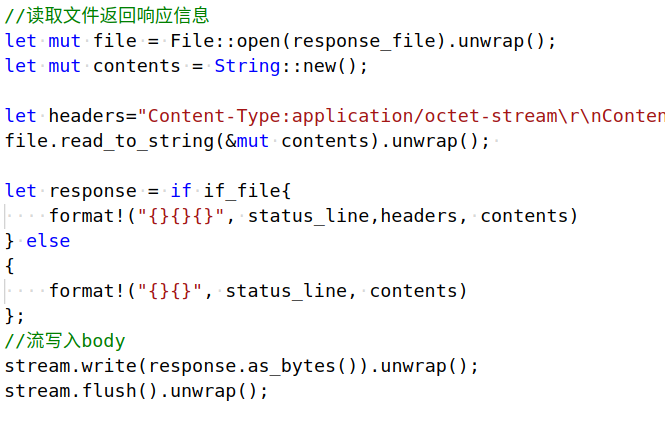 //读取文件返回响应信息
let mut file = File::open(response_file).unwrap();
let mut contents = String::new();
let headers="Content-Type:application/octet-stream\r\nConten
file.read_to_string(&mut contents).unwrap();
let response = if if_file{
    format!("{}{}{}", status_line,headers, contents)
} else
{
    format!("{}{}", status_line, contents)
};
//流写入body
stream.write(response.as_bytes()).unwrap();
stream.flush().unwrap();